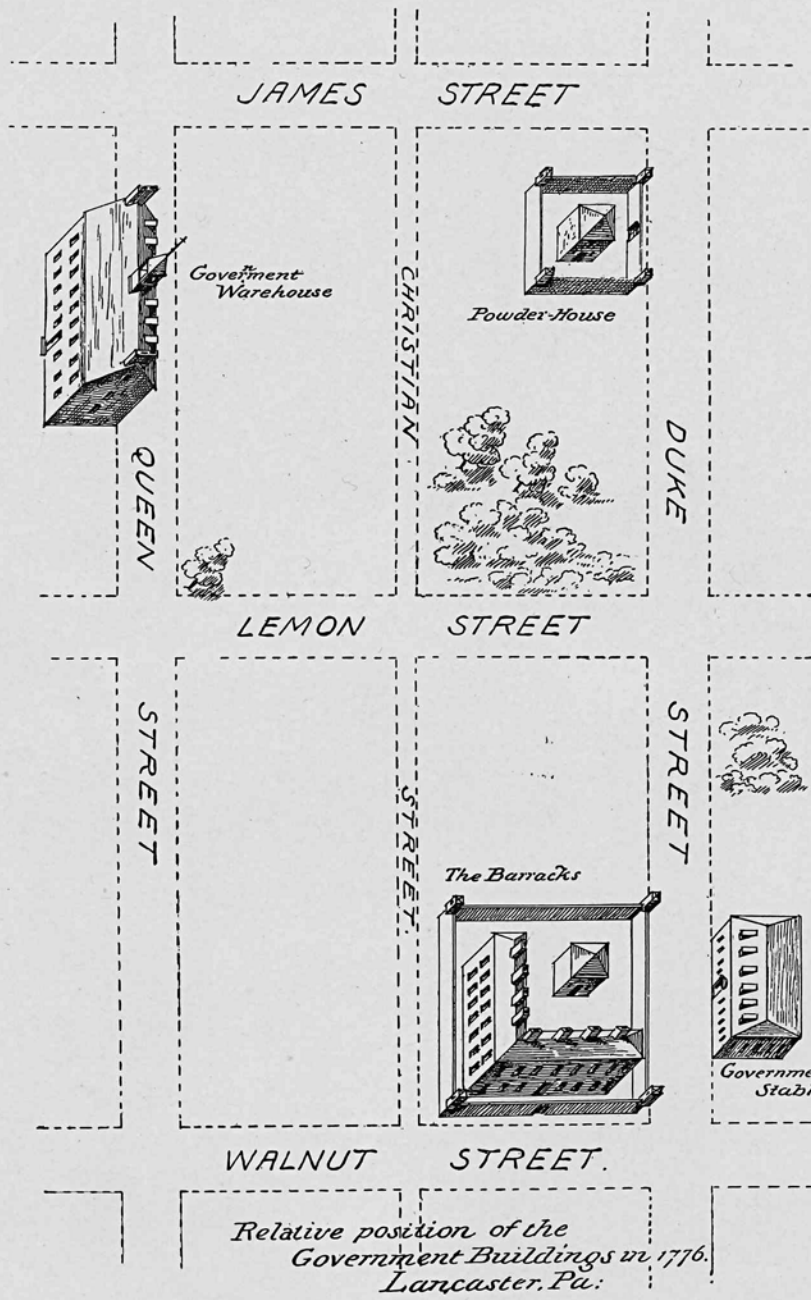 JAMES STREET
Goverment
n
Warehouse
Powder-House
CHRISTIAN
QUEEN
DUKE
LEMON STREET
STREET
STREET.
STREET
The Barracks
WALNUT STREET.
Relative position of the
Government Buildings in 1776.
Lancaster, Pa: